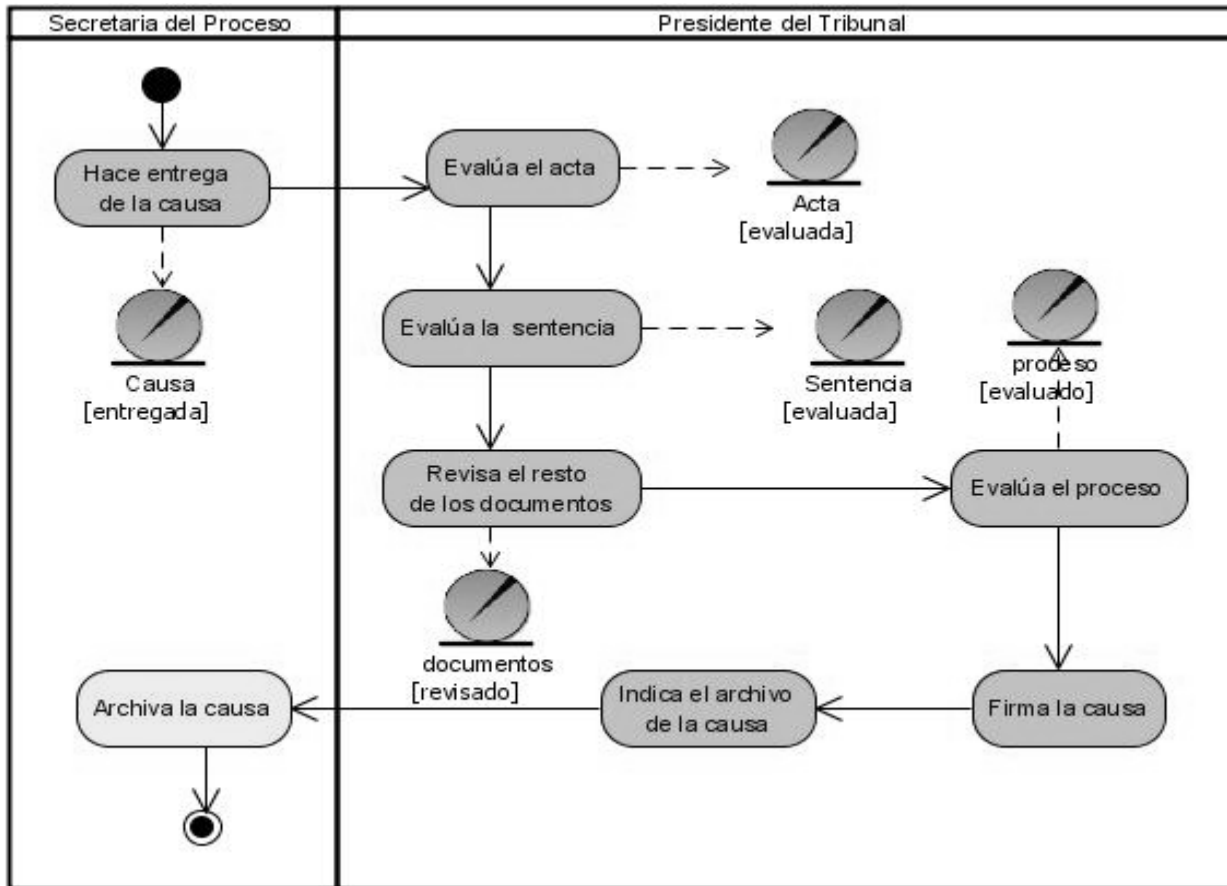 Secretaria del Proceso
Presidente del Tribunal
Hace entrega
de la causa
Evalúa el acta
Acta
[evaluada]
Causa
[entregada]
Evalúa la sentencia
Sentencia
[evaluada]
proceso
[evaluado]
Revisa el resto
de los documentos
Evalúa el proceso
documentos
[revisado]
Archiva la causa
Indica el archivo
de la causa
Firma la causa